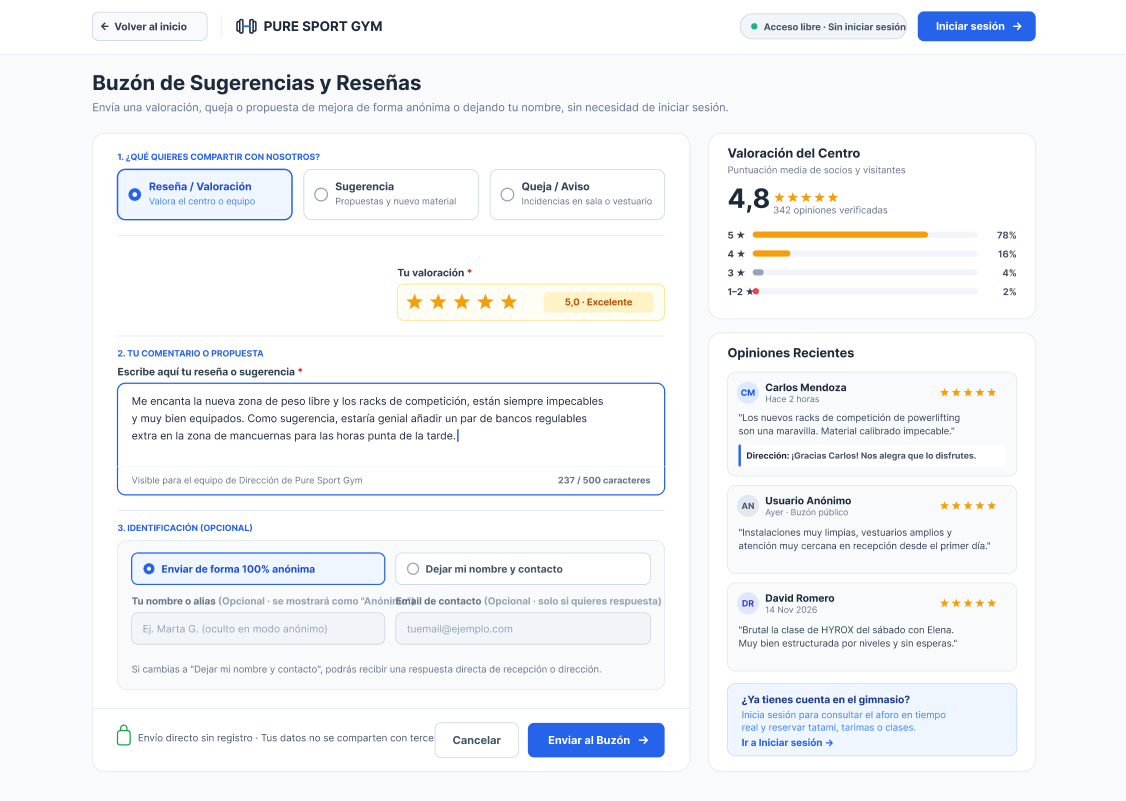 ← Volver al inicio
PURE SPORT GYM
Acceso libre · Sin iniciar sesión
Iniciar sesión →
Buzón de Sugerencias y Reseñas
Envía una valoración, queja o propuesta de mejora de forma anónima o dejando tu nombre, sin necesidad de iniciar sesión.
1. ¿QUÉ QUIERES COMPARTIR CON NOSOTROS?
Reseña / Valoración
Valora el centro o equipo
Sugerencia
Propuestas y nuevo material
Queja / Aviso
Incidencias en sala o vestuario
Tu valoración *
5,0 · Excelente
2. TU COMENTARIO O PROPUESTA
Escribe aquí tu reseña o sugerencia *
Me encanta la nueva zona de peso libre y los racks de competición, están siempre impecables
y muy bien equipados. Como sugerencia, estaría genial añadir un par de bancos regulables
extra en la zona de mancuernas para las horas punta de la tarde.
Visible para el equipo de Dirección de Pure Sport Gym
237 / 500 caracteres
3. IDENTIFICACIÓN (OPCIONAL)
Enviar de forma 100% anónima
Dejar mi nombre y contacto
Tu nombre o alias (Opcional · se mostrará como "Anónimo")
Email de contacto (Opcional · solo si quieres respuesta)
Ej. Marta G. (oculto en modo anónimo)
tuemail@ejemplo.com
Si cambias a "Dejar mi nombre y contacto", podrás recibir una respuesta directa de recepción o dirección.
Envío directo sin registro · Tus datos no se comparten con terce
Cancelar
Enviar al Buzón →
Valoración del Centro
Puntuación media de socios y visitantes
4,8 ★★★★★
342 opiniones verificadas
5 ★ 78%
4 ★ 16%
3 ★ 4%
1–2 ★ 2%
Opiniones Recientes
CM
Carlos Mendoza
Hace 2 horas
★★★★★
"Los nuevos racks de competición de powerlifting
son una maravilla. Material calibrado impecable."
Dirección: ¡Gracias Carlos! Nos alegra que lo disfrutes.
AN
Usuario Anónimo
Ayer · Buzón público
★★★★★
"Instalaciones muy limpias, vestuarios amplios y
atención muy cercana en recepción desde el primer día."
DR
David Romero
14 Nov 2026
★★★★★
"Brutal la clase de HYROX del sábado con Elena.
Muy bien estructurada por niveles y sin esperas."
¿Ya tienes cuenta en el gimnasio?
Inicia sesión para consultar el aforo en tiempo
real y reservar tatami, tarimas o clases.
Ir a Iniciar sesión →